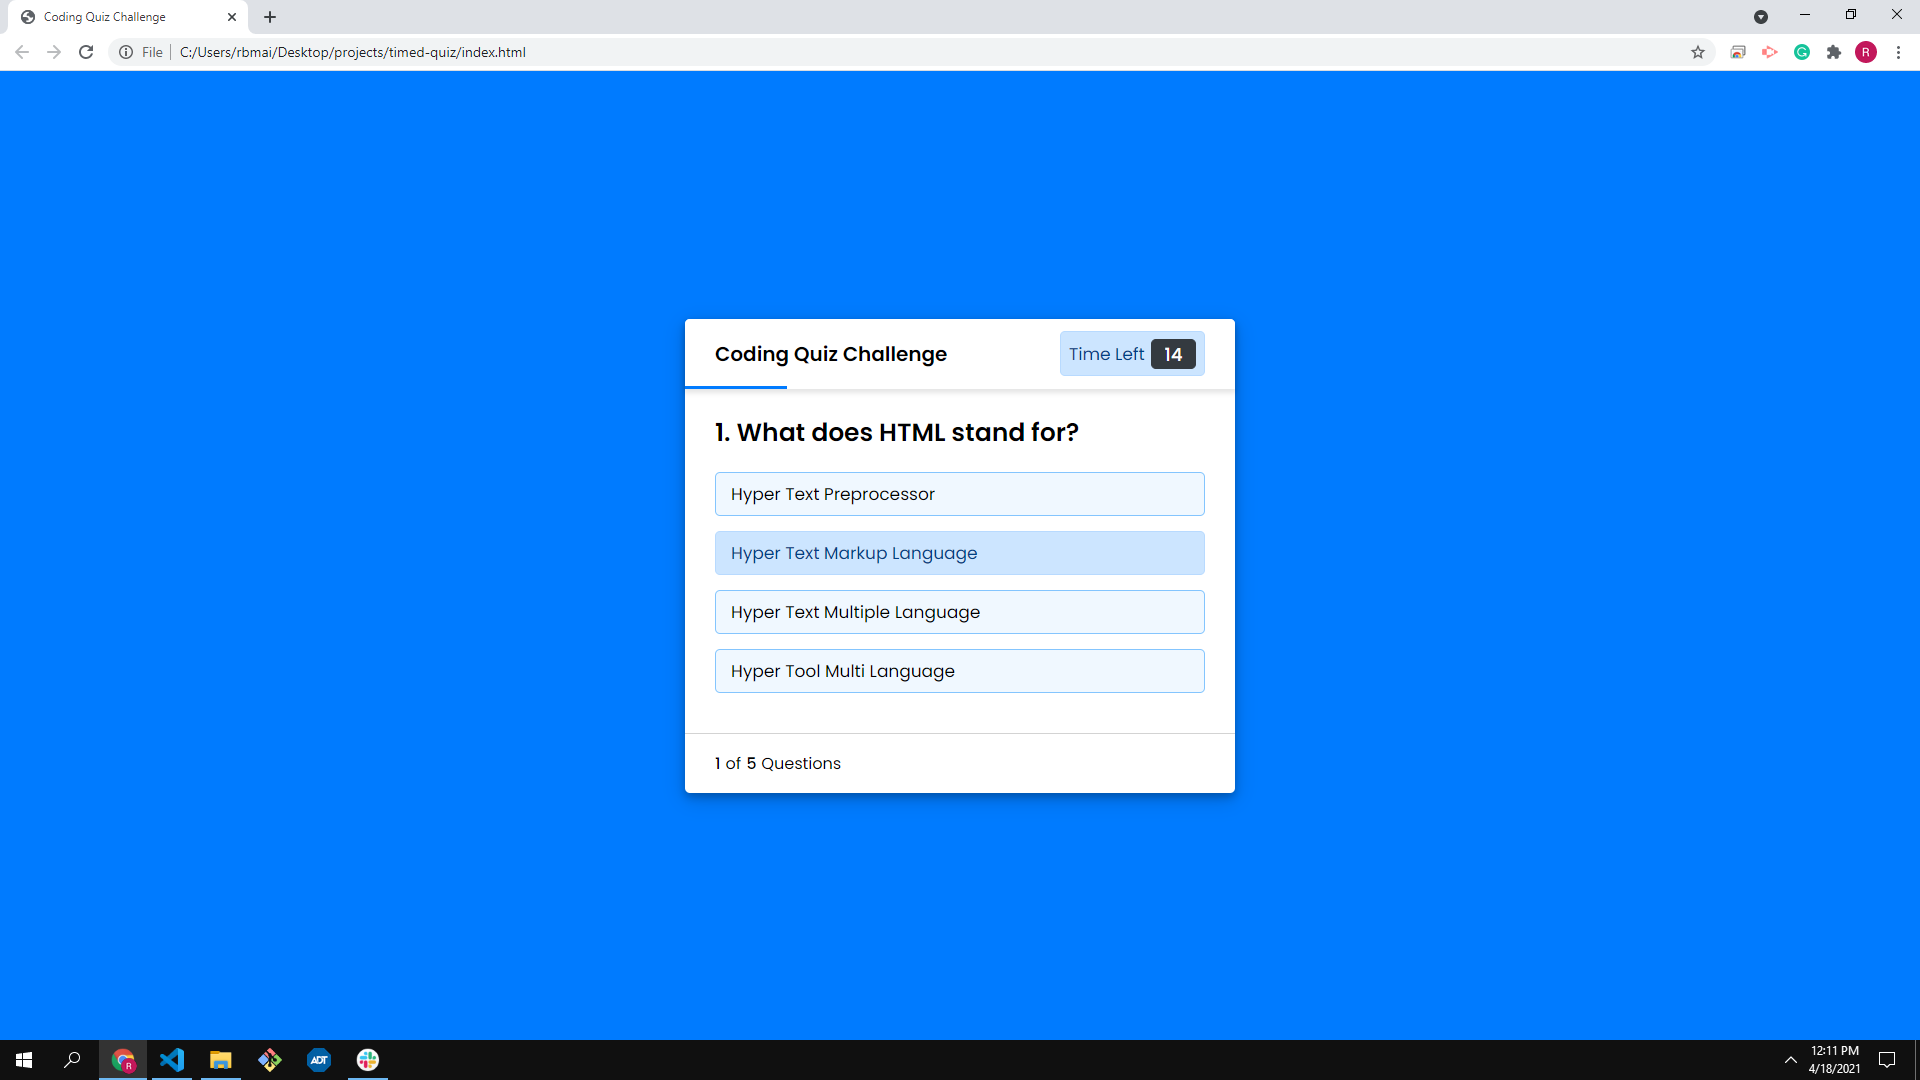 Coding Quiz Challenge
File C:/Users/rbmai/Desktop/projects/timed-quiz/index.html
R
Coding Quiz Challenge
Time Left 14
1. What does HTML stand for?
Hyper Text Preprocessor
Hyper Text Markup Language
Hyper Text Multiple Language
Hyper Tool Multi Language
1 of 5 Questions
R
ADT
12:11 PM
4/18/2021